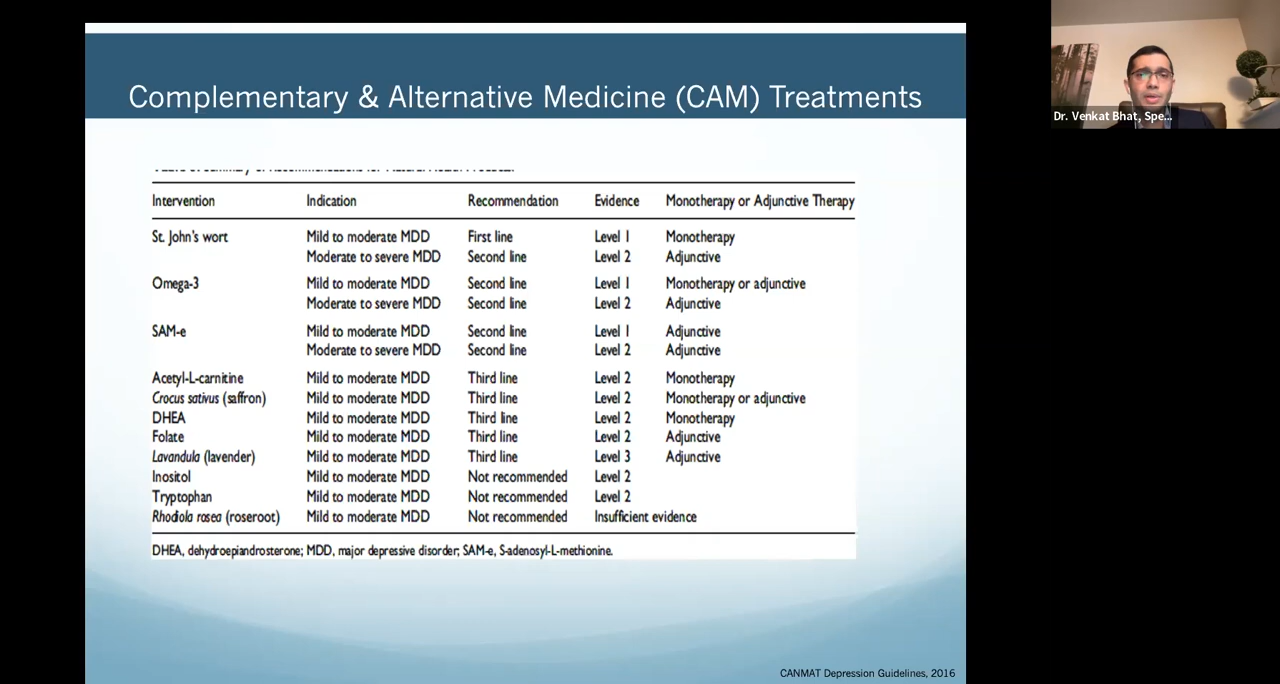 Complementary & Alternative Medicine (CAM) Treatments
Dr. Venkat Bhat, Spe...
Intervention Indication Recommendation Evidence Monotherapy or Adjunctive Therapy
St. John's wort Mild to moderate MDD First line Level 1 Monotherapy
Moderate to severe MDD Second line Level 2 Adjunctive
Omega-3 Mild to moderate MDD Second line Level 1 Monotherapy or adjunctive
Moderate to severe MDD Second line Level 2 Adjunctive
SAM-e Mild to moderate MDD Second line Level 1 Adjunctive
Moderate to severe MDD Second line Level 2 Adjunctive
Acetyl-L-carnitine Mild to moderate MDD Third line Level 2 Monotherapy
Crocus sativus (saffron) Mild to moderate MDD Third line Level 2 Monotherapy or adjunctive
DHEA Mild to moderate MDD Third line Level 2 Monotherapy
Folate Mild to moderate MDD Third line Level 2 Adjunctive
Lavandula (lavender) Mild to moderate MDD Third line Level 3 Adjunctive
Inositol Mild to moderate MDD Not recommended Level 2
Tryptophan Mild to moderate MDD Not recommended Level 2
Rhodiola rosea (roseroot) Mild to moderate MDD Not recommended Insufficient evidence
DHEA, dehydroepiandrosterone; MDD, major depressive disorder; SAM-e, S-adenosyl-L-methionine.
CANMAT Depression Guidelines, 2016